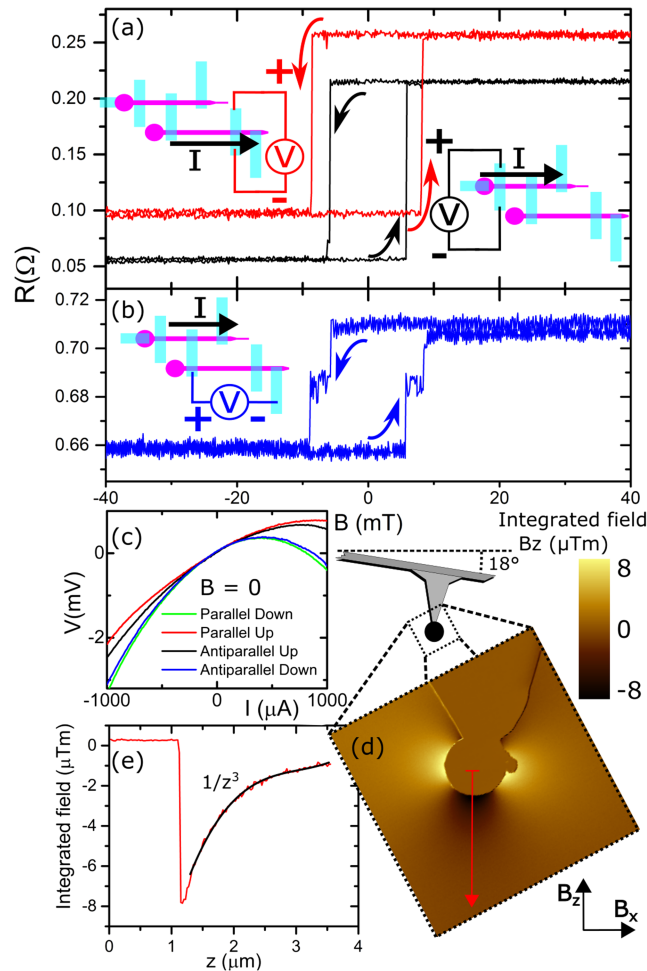 (a)
0.25
0.20
0.15
0.10
0.05
R(Ω)
+
V
-
I
+
V
-
I
(b)
0.72
0.70
0.68
0.66
I
+ V -
-40 -20 0 20 40
B (mT)
(c)
0
-2
V(mV)
B = 0
Parallel Down
Parallel Up
Antiparallel Up
Antiparallel Down
-1000 0 1000
I (μA)
18°
Integrated field
Bz (μTm)
8
0
-8
(d)
Bz
Bx
(e)
0
-2
-4
-6
-8
Integrated field (μTm)
1/z³
0 1 2 3 4
z (μm)